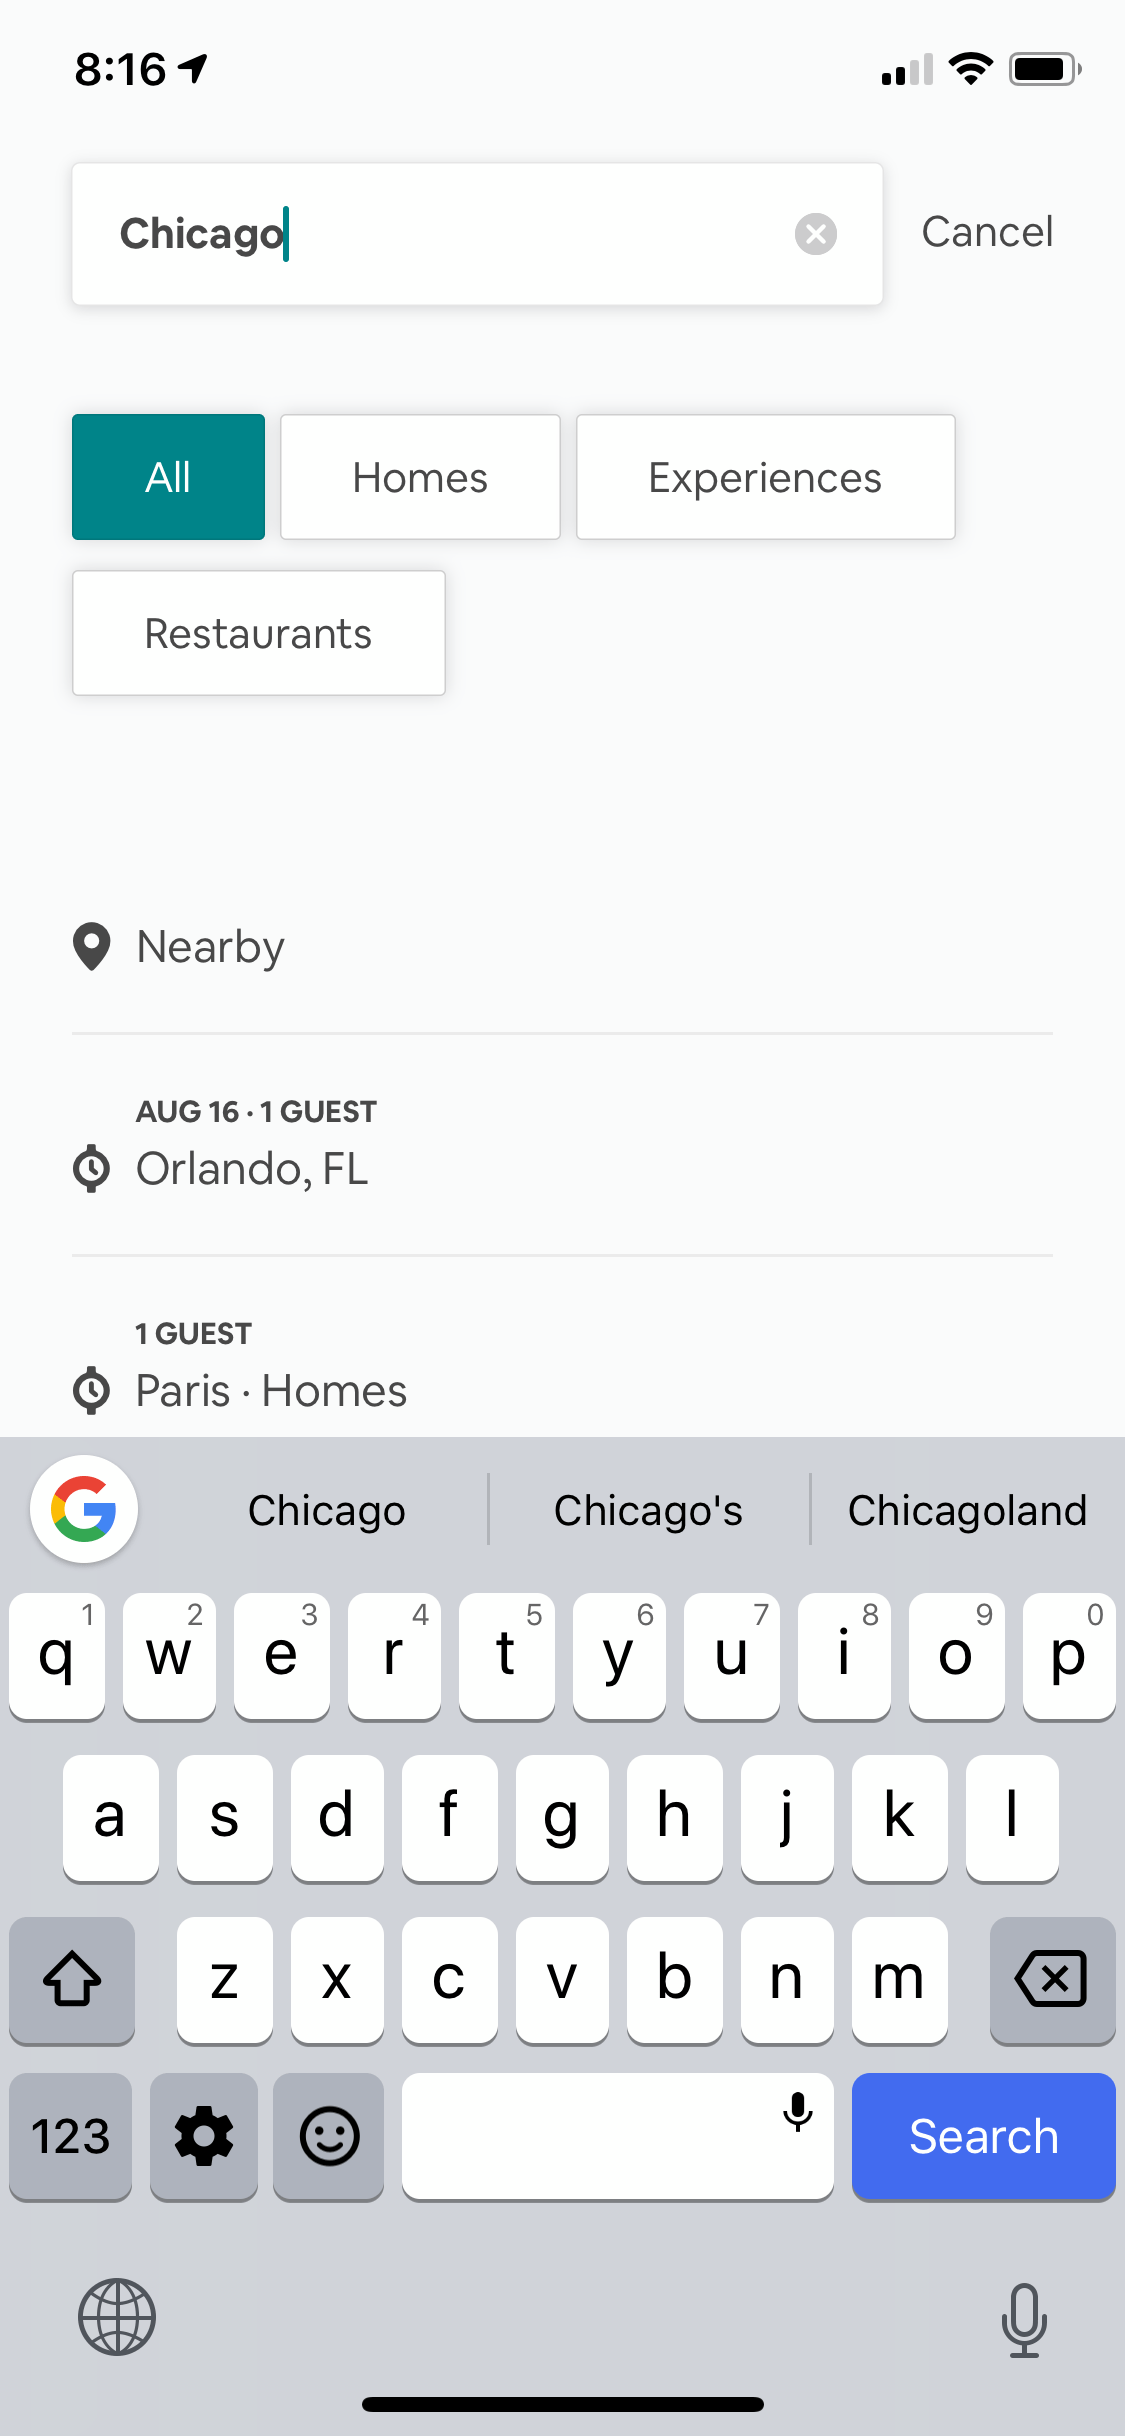 8:16
Chicago
Cancel
All Homes Experiences
Restaurants
Nearby
AUG 16 · 1 GUEST
Orlando, FL
1 GUEST
Paris · Homes
Chicago Chicago's Chicagoland
1 2 3 4 5 6 7 8 9 0
q w e r t y u i o p
a s d f g h j k l
z x c v b n m
123 Search